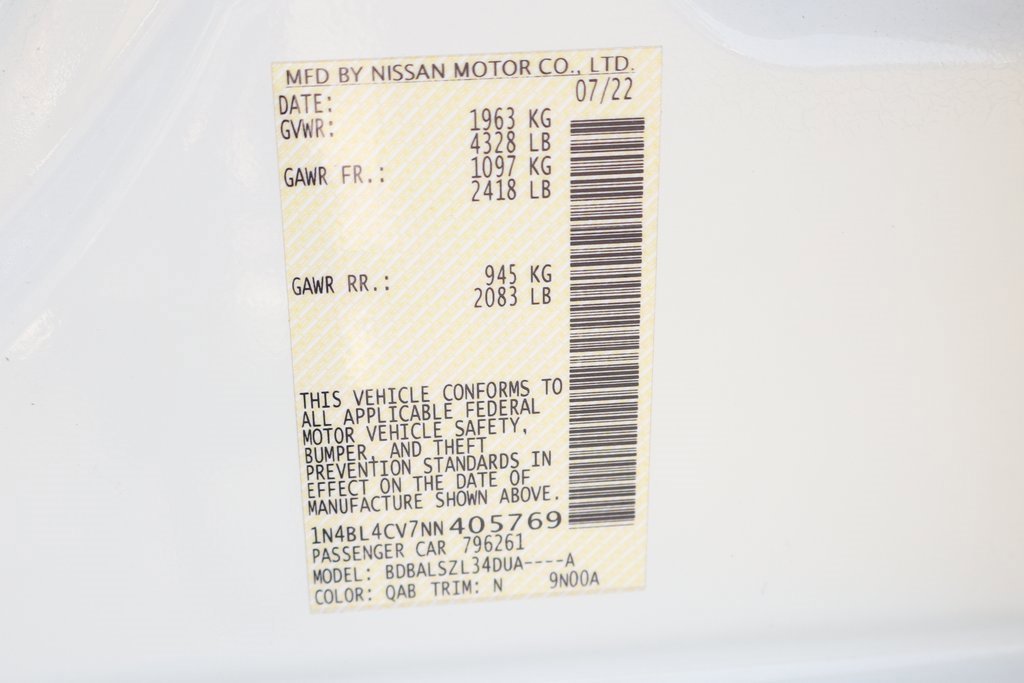 MFD BY NISSAN MOTOR CO., LTD.
DATE: 07/22
GVWR: 1963 KG
4328 LB
GAWR FR.: 1097 KG
2418 LB
GAWR RR.: 945 KG
2083 LB
THIS VEHICLE CONFORMS TO
ALL APPLICABLE FEDERAL
MOTOR VEHICLE SAFETY,
BUMPER, AND THEFT
PREVENTION STANDARDS IN
EFFECT ON THE DATE OF
MANUFACTURE SHOWN ABOVE.
1N4BL4CV7NN405769
PASSENGER CAR 796261
MODEL: BDBALSZL34DUA----A
COLOR: QAB TRIM: N 9N00A